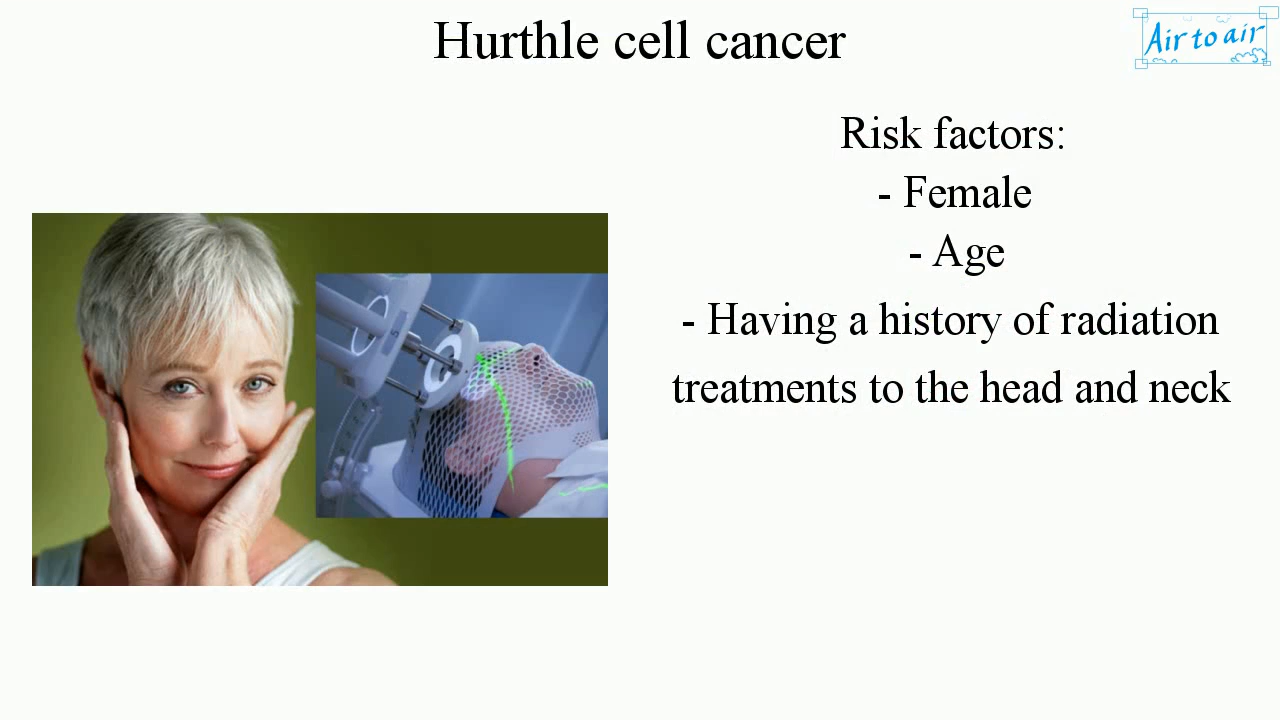 Hurthle cell cancer
Air to air
Risk factors:
- Female
- Age
- Having a history of radiation
treatments to the head and neck